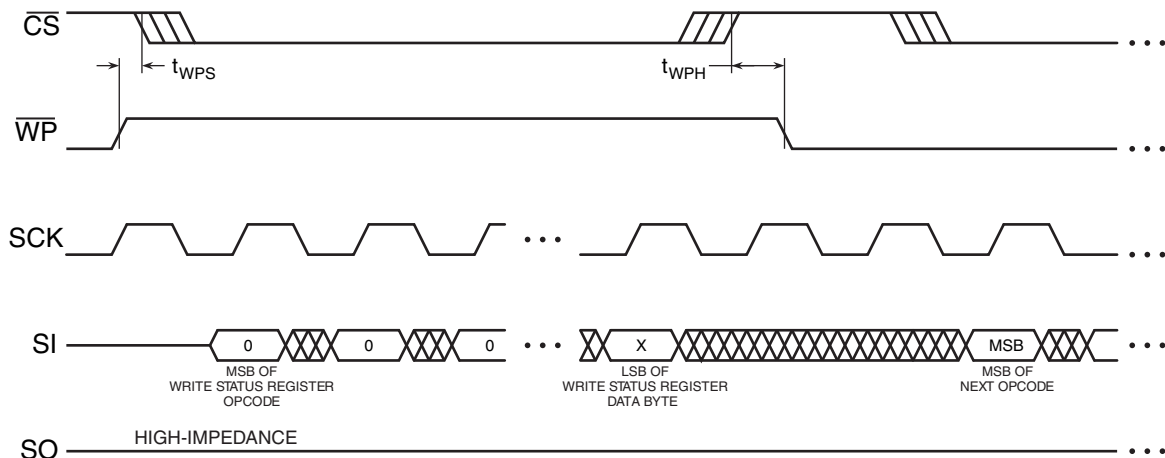 CS
tWPS
tWPH
WP
SCK
SI
0
0
0
X
MSB
MSB OF
WRITE STATUS REGISTER
OPCODE
LSB OF
WRITE STATUS REGISTER
DATA BYTE
MSB OF
NEXT OPCODE
SO
HIGH-IMPEDANCE